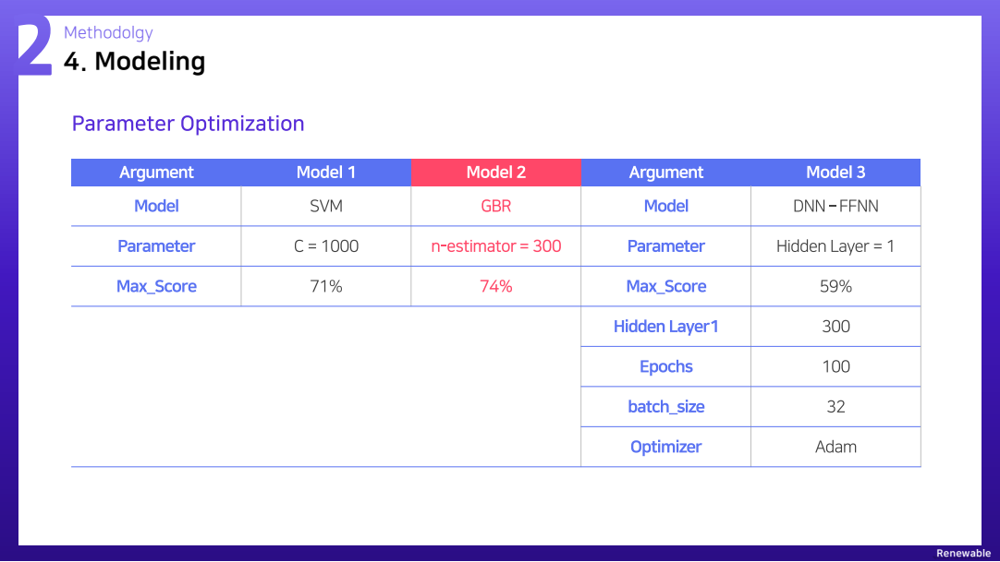 2
Methodolgy
4. Modeling
Parameter Optimization
Argument Model 1 Model 2 Argument Model 3
Model SVM GBR Model DNN – FFNN
Parameter C = 1000 n-estimator = 300 Parameter Hidden Layer = 1
Max_Score 71% 74% Max_Score 59%
Hidden Layer1 300
Epochs 100
batch_size 32
Optimizer Adam
Renewable